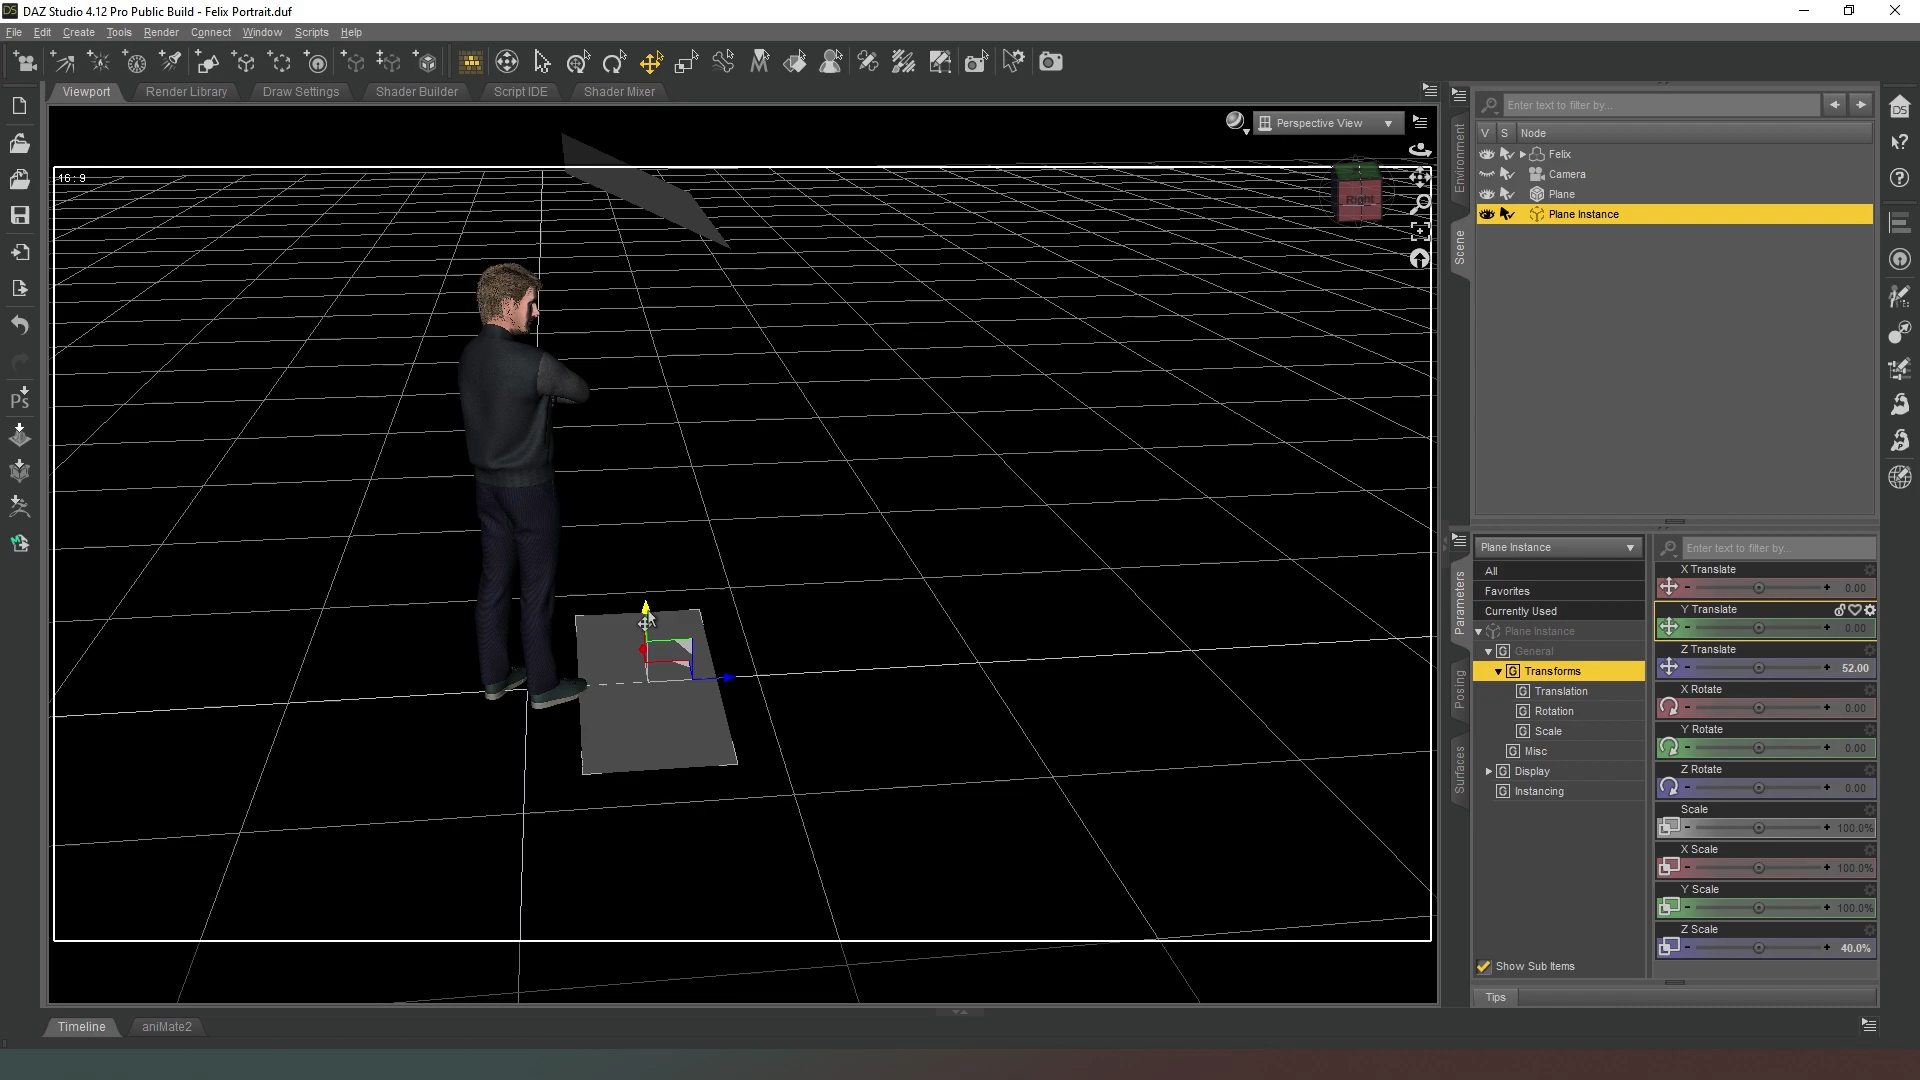 DAZ Studio 4.12 Pro Public Build - Felix Portrait.duf
File Edit Create Tools Render Connect Window Scripts Help
Viewport Render Library Draw Settings Shader Builder Script IDE Shader Mixer
Perspective View
16 : 9
Right
Enter text to filter by...
V S Node
Felix
Camera
Plane
Plane Instance
Environment
Scene
Plane Instance
All
Favorites
Currently Used
Plane Instance
General
Transforms
Translation
Rotation
Scale
Misc
Display
Instancing
Show Sub Items
Parameters
Posing
Surfaces
Enter text to filter by...
X Translate
0.00
Y Translate
0.00
Z Translate
52.00
X Rotate
0.00
Y Rotate
0.00
Z Rotate
0.00
Scale
100.0%
X Scale
100.0%
Y Scale
100.0%
Z Scale
40.0%
Tips
Timeline aniMate2
Ps
DS